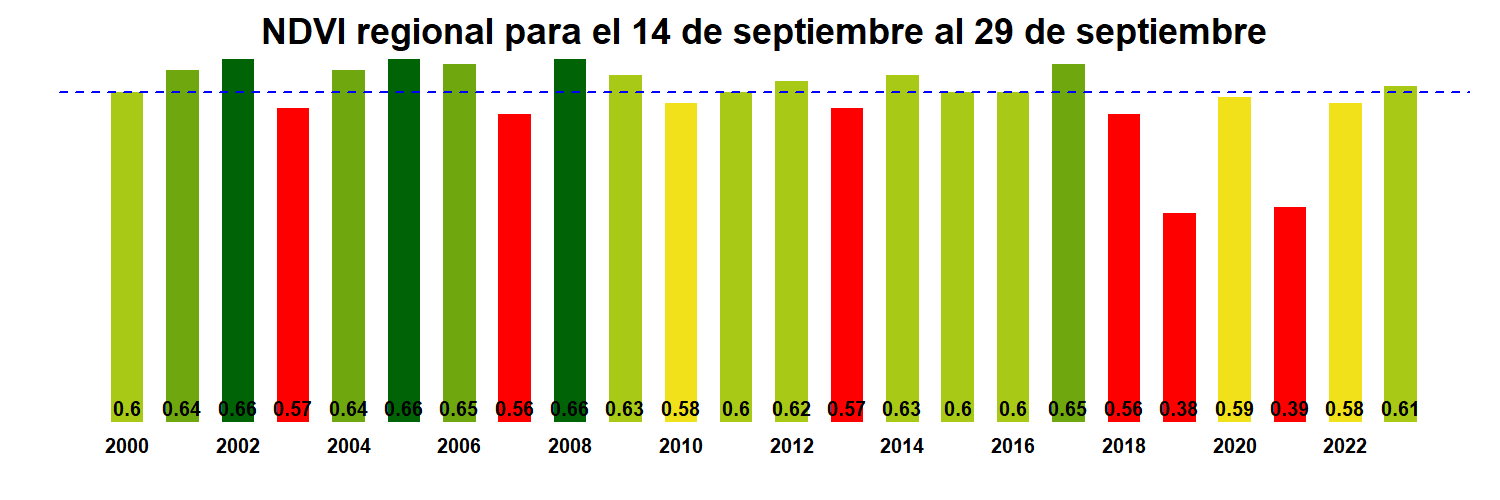 NDVI regional para el 14 de septiembre al 29 de septiembre
0.6 0.64 0.66 0.57 0.64 0.66 0.65 0.56 0.66 0.63 0.58 0.6 0.62 0.57 0.63 0.6 0.6 0.65 0.56 0.38 0.59 0.39 0.58 0.61
2000 2002 2004 2006 2008 2010 2012 2014 2016 2018 2020 2022